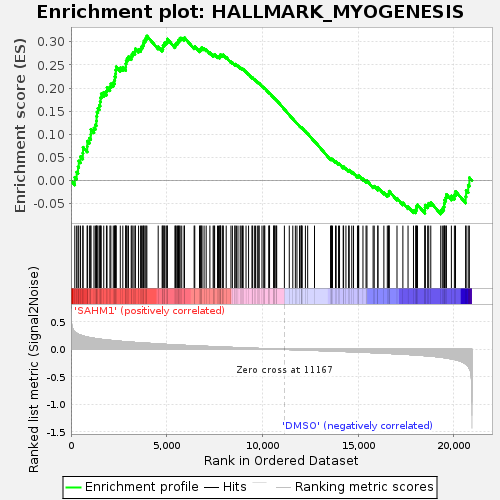 Enrichment plot: HALLMARK_MYOGENESIS
Enrichment score (ES)
0.30
0.25
0.20
0.15
0.10
0.05
0.00
-0.05
Ranked list metric (Signal2Noise)
'SAHM1' (positively correlated)
0.5
0.0
-0.5
-1.0
-1.5
Zero cross at 11167
'DMSO' (negatively correlated)
0
5,000
10,000
15,000
20,000
Rank in Ordered Dataset
Enrichment profile
Hits
Ranking metric scores